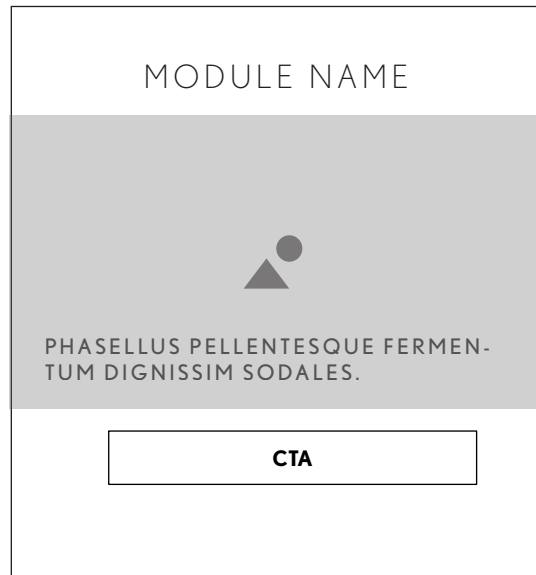 MODULE NAME
PHASELLUS PELLENTESQUE FERMEN-
TUM DIGNISSIM SODALES.
CTA